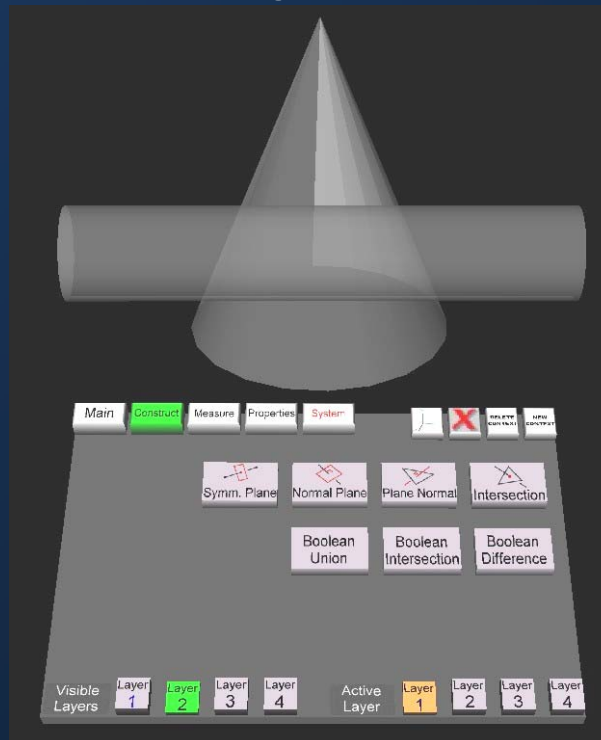 Main Construct Measure Properties System DELETE CONTEXT NEW CONTEXT
Symm. Plane Normal Plane Plane Normal Intersection
Boolean Union
Boolean Intersection
Boolean Difference
Visible Layers
Layer 1
Layer 2
Layer 3
Layer 4
Active Layer
Layer 1
Layer 2
Layer 3
Layer 4